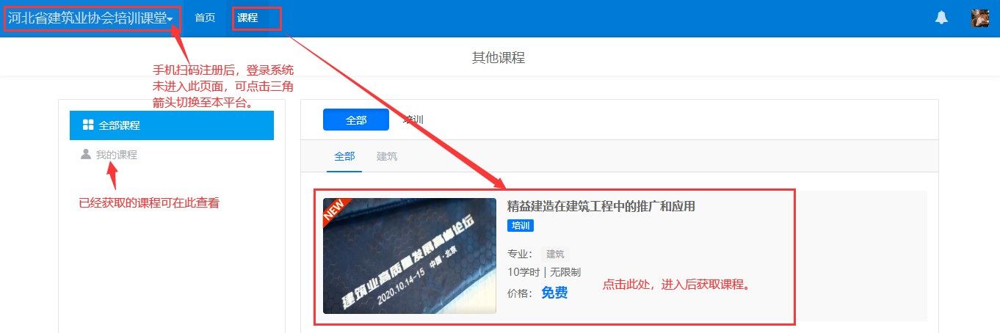 河北省建筑业协会培训课堂
首页
课程
其他课程
手机扫码注册后，登录系统
未进入此页面，可点击三角
箭头切换至本平台。
全部课程
我的课程
已经获取的课程可在此查看
全部
培训
全部
建筑
NEW
建筑业高质量发展高峰论坛
2020.10.14-15 中国·北京
精益建造在建筑工程中的推广和应用
培训
专业： 建筑
10学时 | 无限制
价格： 免费
点击此处，进入后获取课程。